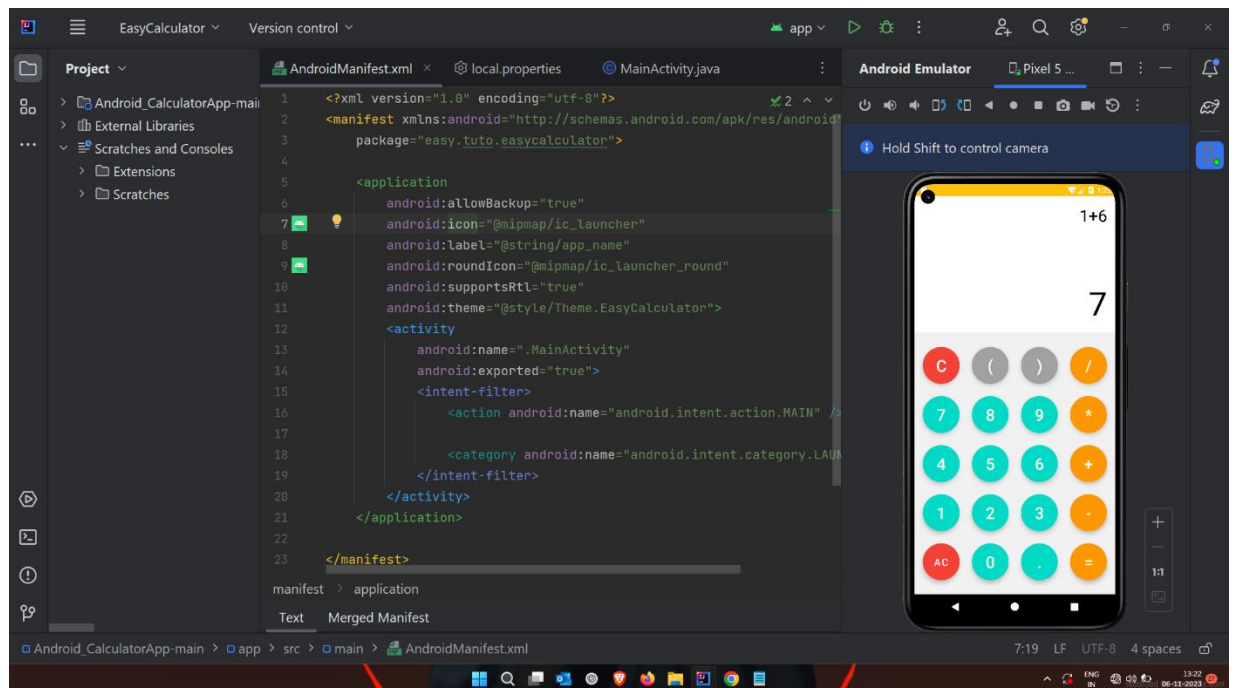 EasyCalculator Version control app
Project
Android_CalculatorApp-mai
External Libraries
Scratches and Consoles
Extensions
Scratches
AndroidManifest.xml local.properties MainActivity.java
1 <?xml version="1.0" encoding="utf-8"?>
2 <manifest xmlns:android="http://schemas.android.com/apk/res/android"
3 package="easy.tuto.easycalculator">
4
5 <application
6 android:allowBackup="true"
7 android:icon="@mipmap/ic_launcher"
8 android:label="@string/app_name"
9 android:roundIcon="@mipmap/ic_launcher_round"
10 android:supportsRtl="true"
11 android:theme="@style/Theme.EasyCalculator">
12 <activity
13 android:name=".MainActivity"
14 android:exported="true">
15 <intent-filter>
16 <action android:name="android.intent.action.MAIN" />
17
18 <category android:name="android.intent.category.LAUN
19 </intent-filter>
20 </activity>
21 </application>
22
23 </manifest>
2
manifest > application
Text Merged Manifest
Android Emulator Pixel 5 ...
Hold Shift to control camera
1+6
7
C ( ) /
7 8 9 *
4 5 6 +
1 2 3 -
AC 0 . =
1:1
Android_CalculatorApp-main > app > src > main > AndroidManifest.xml 7:19 LF UTF-8 4 spaces
ENG
IN
13:22
06-11-2023